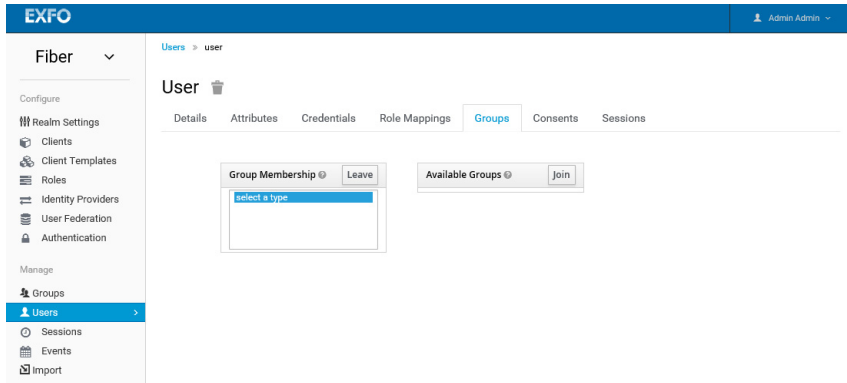 EXFO
Admin Admin
Fiber
Users » user
User
Configure
Details Attributes Credentials Role Mappings Groups Consents Sessions
Realm Settings
Clients
Client Templates
Roles
Identity Providers
User Federation
Authentication
Group Membership Leave
Available Groups Join
select a type
Manage
Groups
Users
Sessions
Events
Import